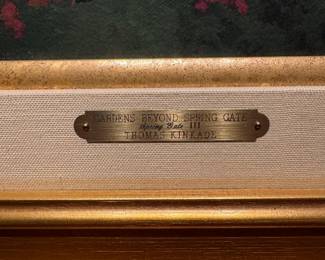 GARDENS BEYOND SPRING GATE
Spring Gate III
THOMAS KINKADE